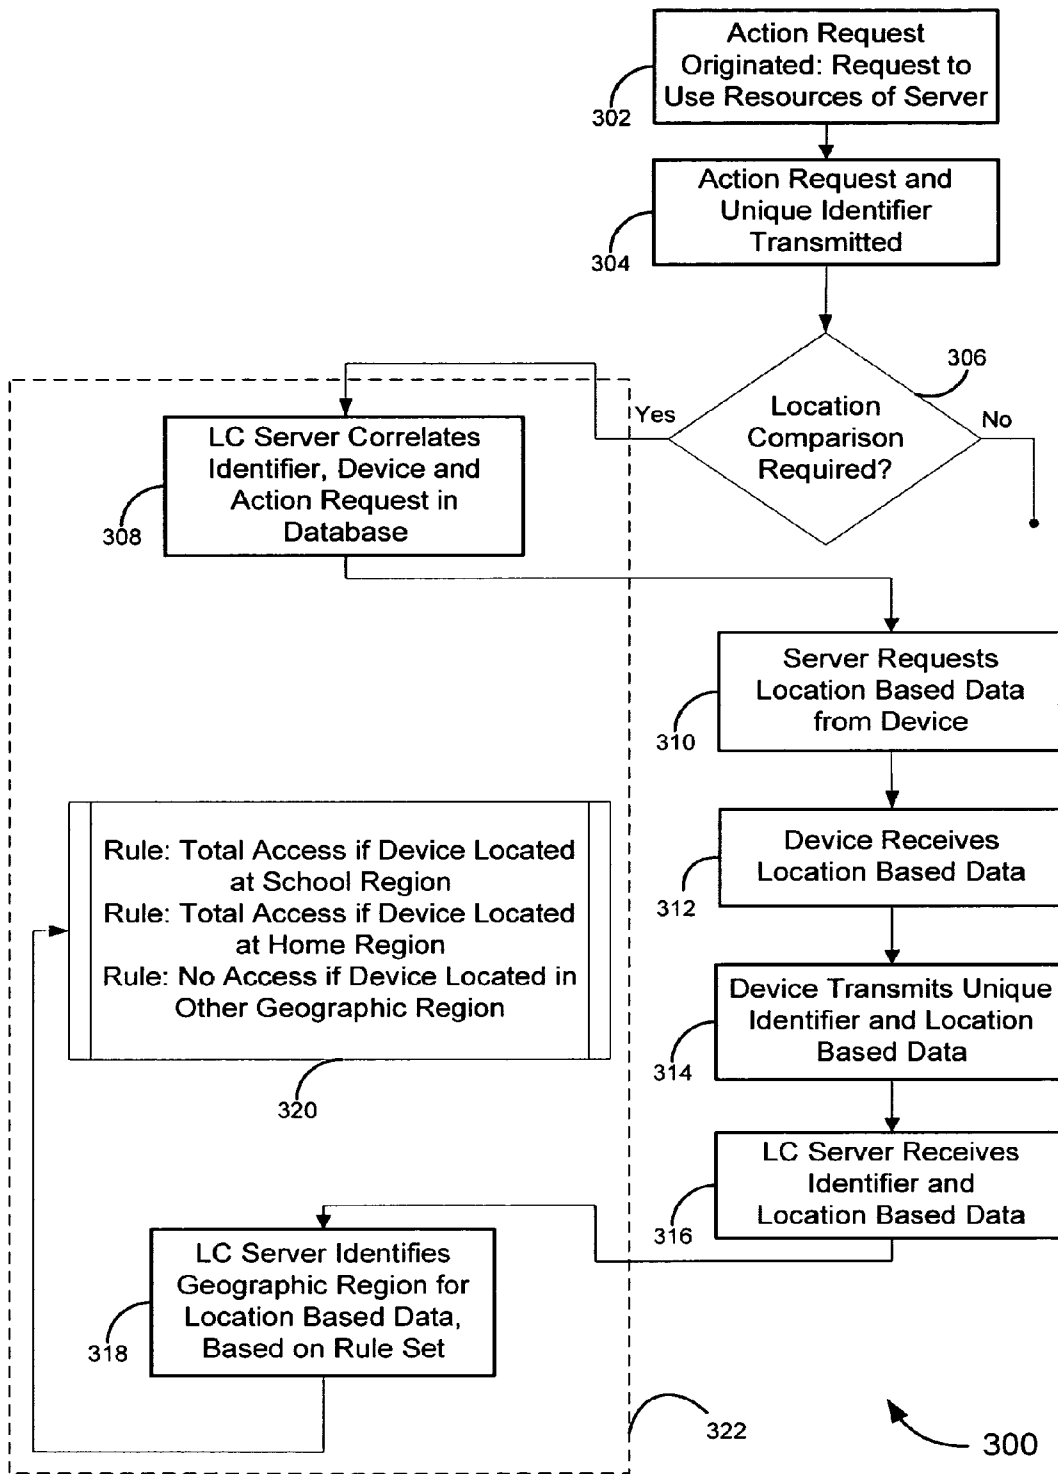 Action Request
Originated: Request to
Use Resources of Server
302
Action Request and
Unique Identifier
Transmitted
304
306
Location
Comparison
Required?
Yes
No
LC Server Correlates
Identifier, Device and
Action Request in
Database
308
Server Requests
Location Based Data
from Device
310
Device Receives
Location Based Data
312
Device Transmits Unique
Identifier and Location
Based Data
314
LC Server Receives
Identifier and
Location Based Data
316
LC Server Identifies
Geographic Region for
Location Based Data,
Based on Rule Set
318
Rule: Total Access if Device Located
at School Region
Rule: Total Access if Device Located
at Home Region
Rule: No Access if Device Located in
Other Geographic Region
320
322
300